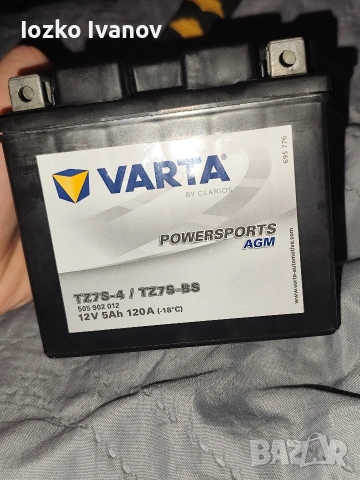 lozko Ivanov
VARTA®
BY CLARIOS
POWERSPORTS
AGM
TZ7S-4 / TZ7S-BS
505 902 012
12V 5Ah 120A (-18°C)
695 776
www.varta-automotive.com
BAZAR